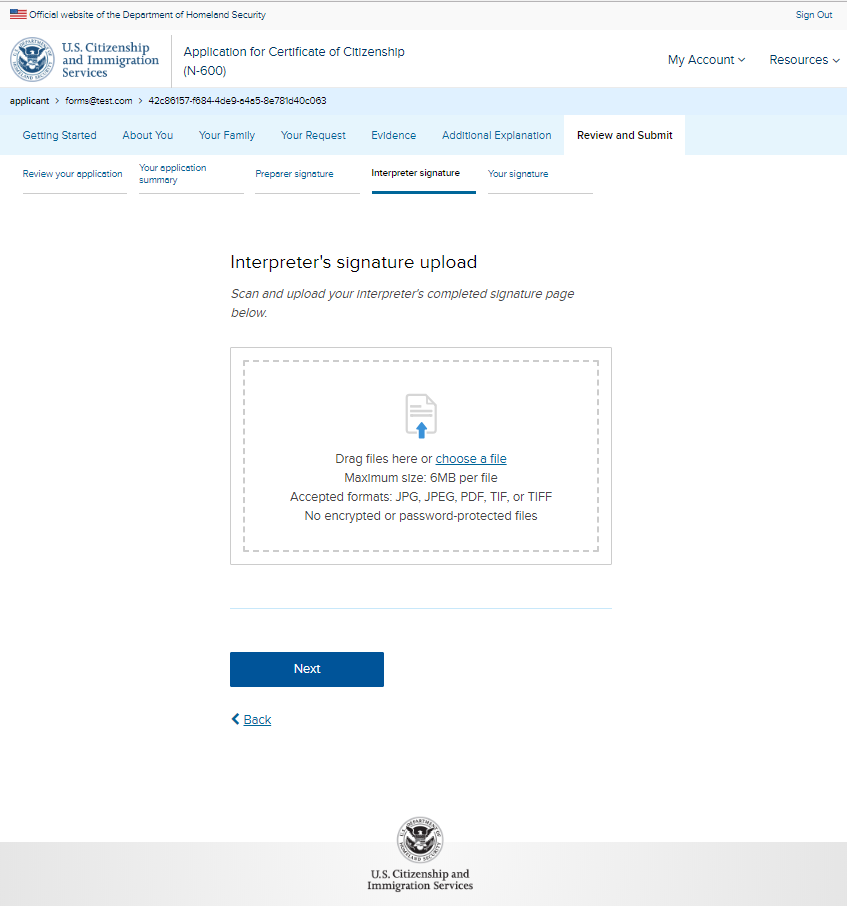 Official website of the Department of Homeland Security
Sign Out
U.S. Citizenship
and Immigration
Services
Application for Certificate of Citizenship
(N-600)
My Account
Resources
applicant > forms@test.com > 42c86157-f684-4de9-a4a5-8e781d40c063
Getting Started
About You
Your Family
Your Request
Evidence
Additional Explanation
Review and Submit
Review your application
Your application
summary
Preparer signature
Interpreter signature
Your signature
Interpreter's signature upload
Scan and upload your interpreter's completed signature page
below.
Drag files here or choose a file
Maximum size: 6MB per file
Accepted formats: JPG, JPEG, PDF, TIF, or TIFF
No encrypted or password-protected files
Next
Back
U.S. Citizenship and
Immigration Services